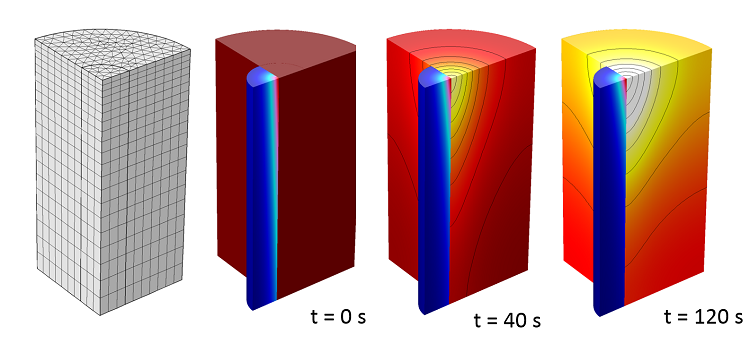 t = 0 s
t = 40 s
t = 120 s